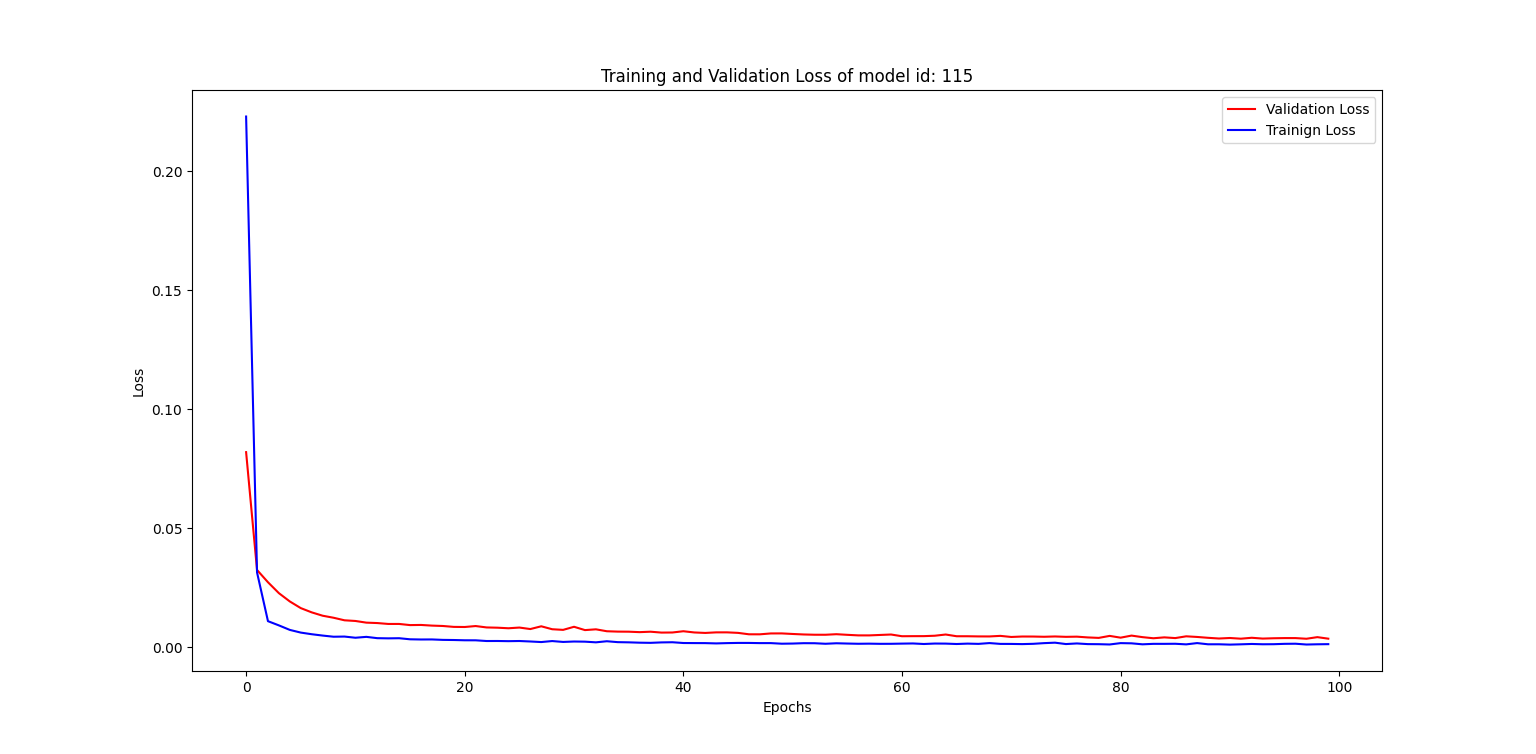 Training and Validation Loss of model id: 115
Validation Loss
Trainign Loss
0.20
0.15
0.10
0.05
0.00
Loss
0 20 40 60 80 100
Epochs